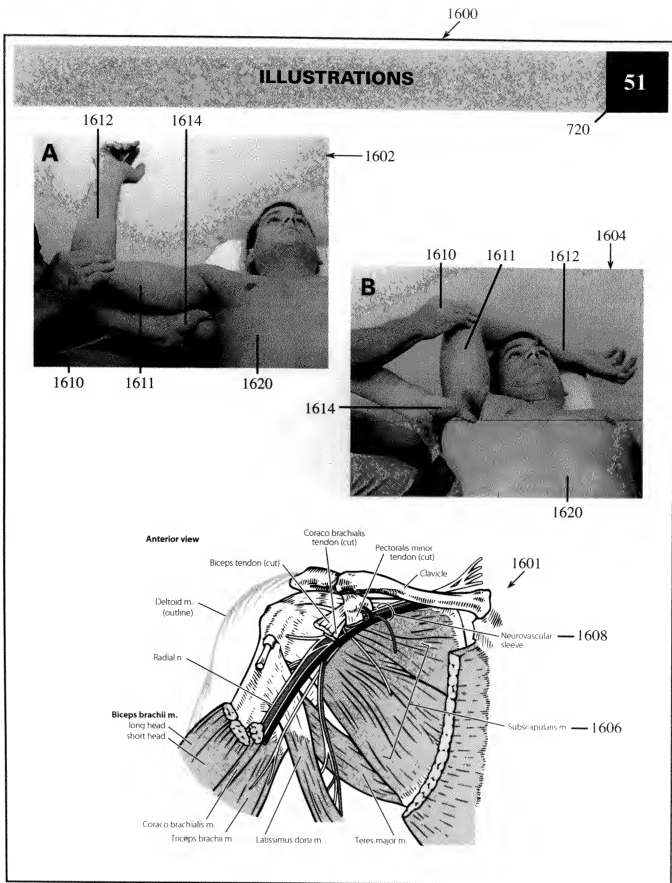 1600
ILLUSTRATIONS
51
720
1612 1614
A
1602
1610 1611 1620
1604
1610 1611 1612
B
1614
1620
Anterior view
Coraco brachialis
tendon (cut)
Pectoralis minor
tendon (cut)
Biceps tendon (cut)
Clavicle
1601
Deltoid m.
(outline)
Neurovascular
sleeve
1608
Radial n
Biceps brachii m.
long head
short head
Subscapularis m
1606
Coraco brachialis m.
Triceps brachii m
Latissimus dorsi m
Teres major m.